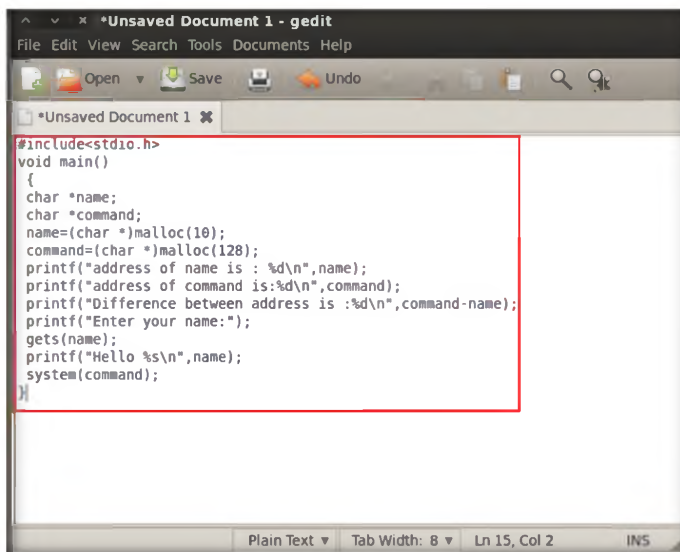 *Unsaved Document 1 - gedit
File Edit View Search Tools Documents Help
Open Save Undo
*Unsaved Document 1
#include<stdio.h>
void main()
{
char *name;
char *command;
name=(char *)malloc(10);
command=(char *)malloc(128);
printf("address of name is : %d\n",name);
printf("address of command is:%d\n",command);
printf("Difference between address is :%d\n",command-name);
printf("Enter your name:");
gets(name);
printf("Hello %s\n",name);
system(command);
}
Plain Text Tab Width: 8 Ln 15, Col 2 INS